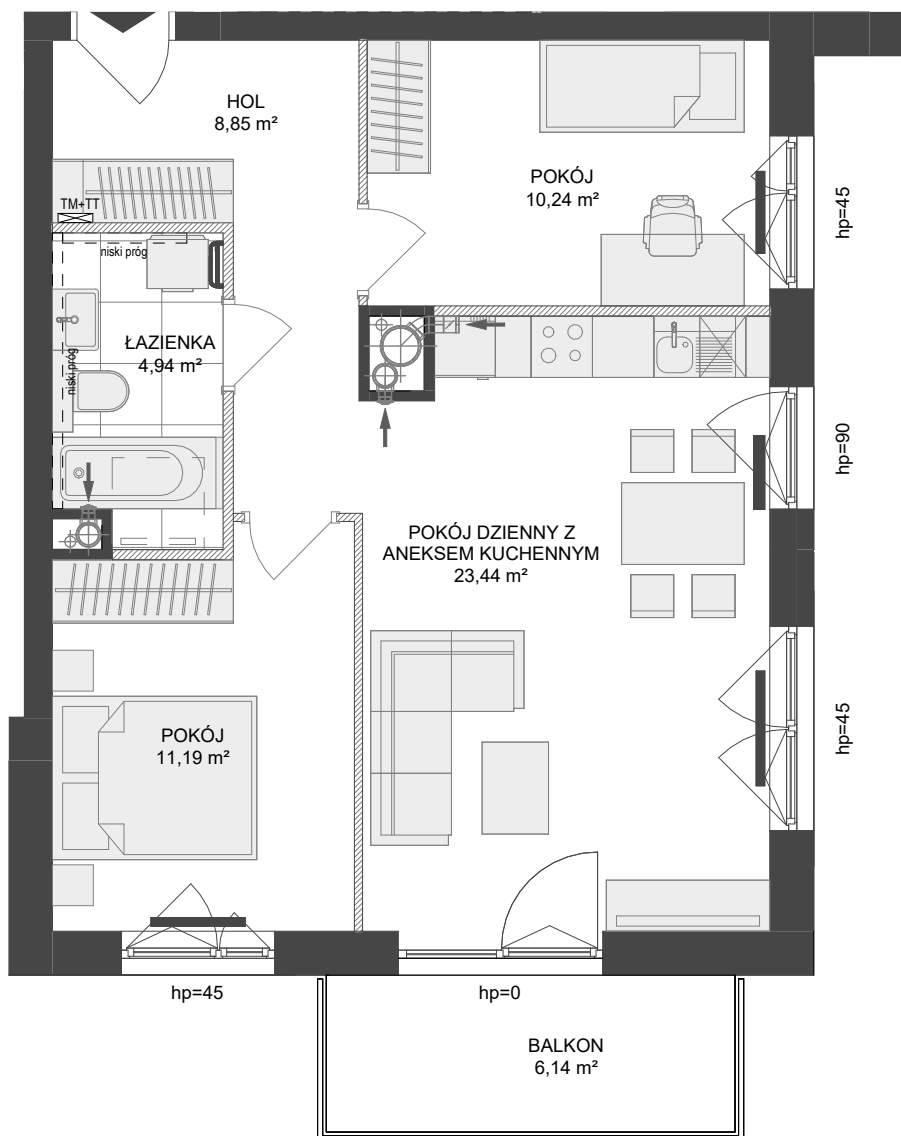 HOL
8,85 m²
POKÓJ
10,24 m²
hp=45
TM+TT
niski próg
ŁAZIENKA
4,94 m²
niski próg
hp=90
POKÓJ DZIENNY Z
ANEKSEM KUCHENNYM
23,44 m²
POKÓJ
11,19 m²
hp=45
hp=45
hp=0
BALKON
6,14 m²